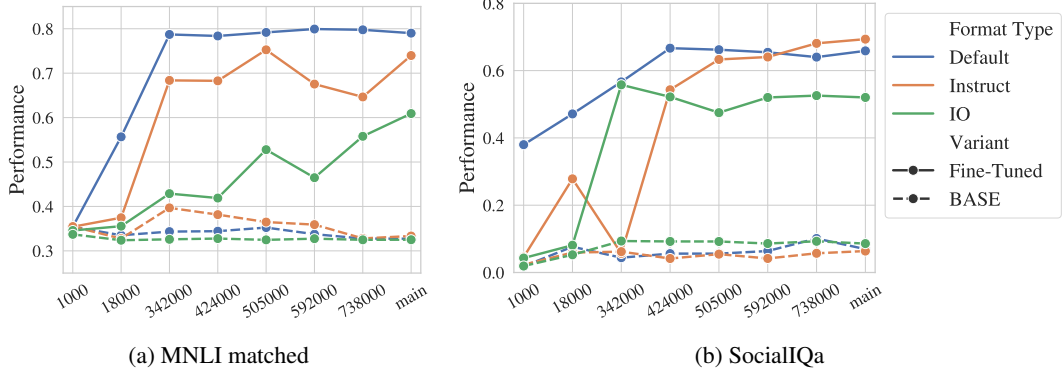 Performance
0.8
0.7
0.6
0.5
0.4
0.3
1000
18000
342000
424000
505000
592000
738000
main
(a) MNLI matched
Performance
0.8
0.6
0.4
0.2
0.0
1000
18000
342000
424000
505000
592000
738000
main
(b) SocialIQa
Format Type
Default
Instruct
IO
Variant
Fine-Tuned
BASE